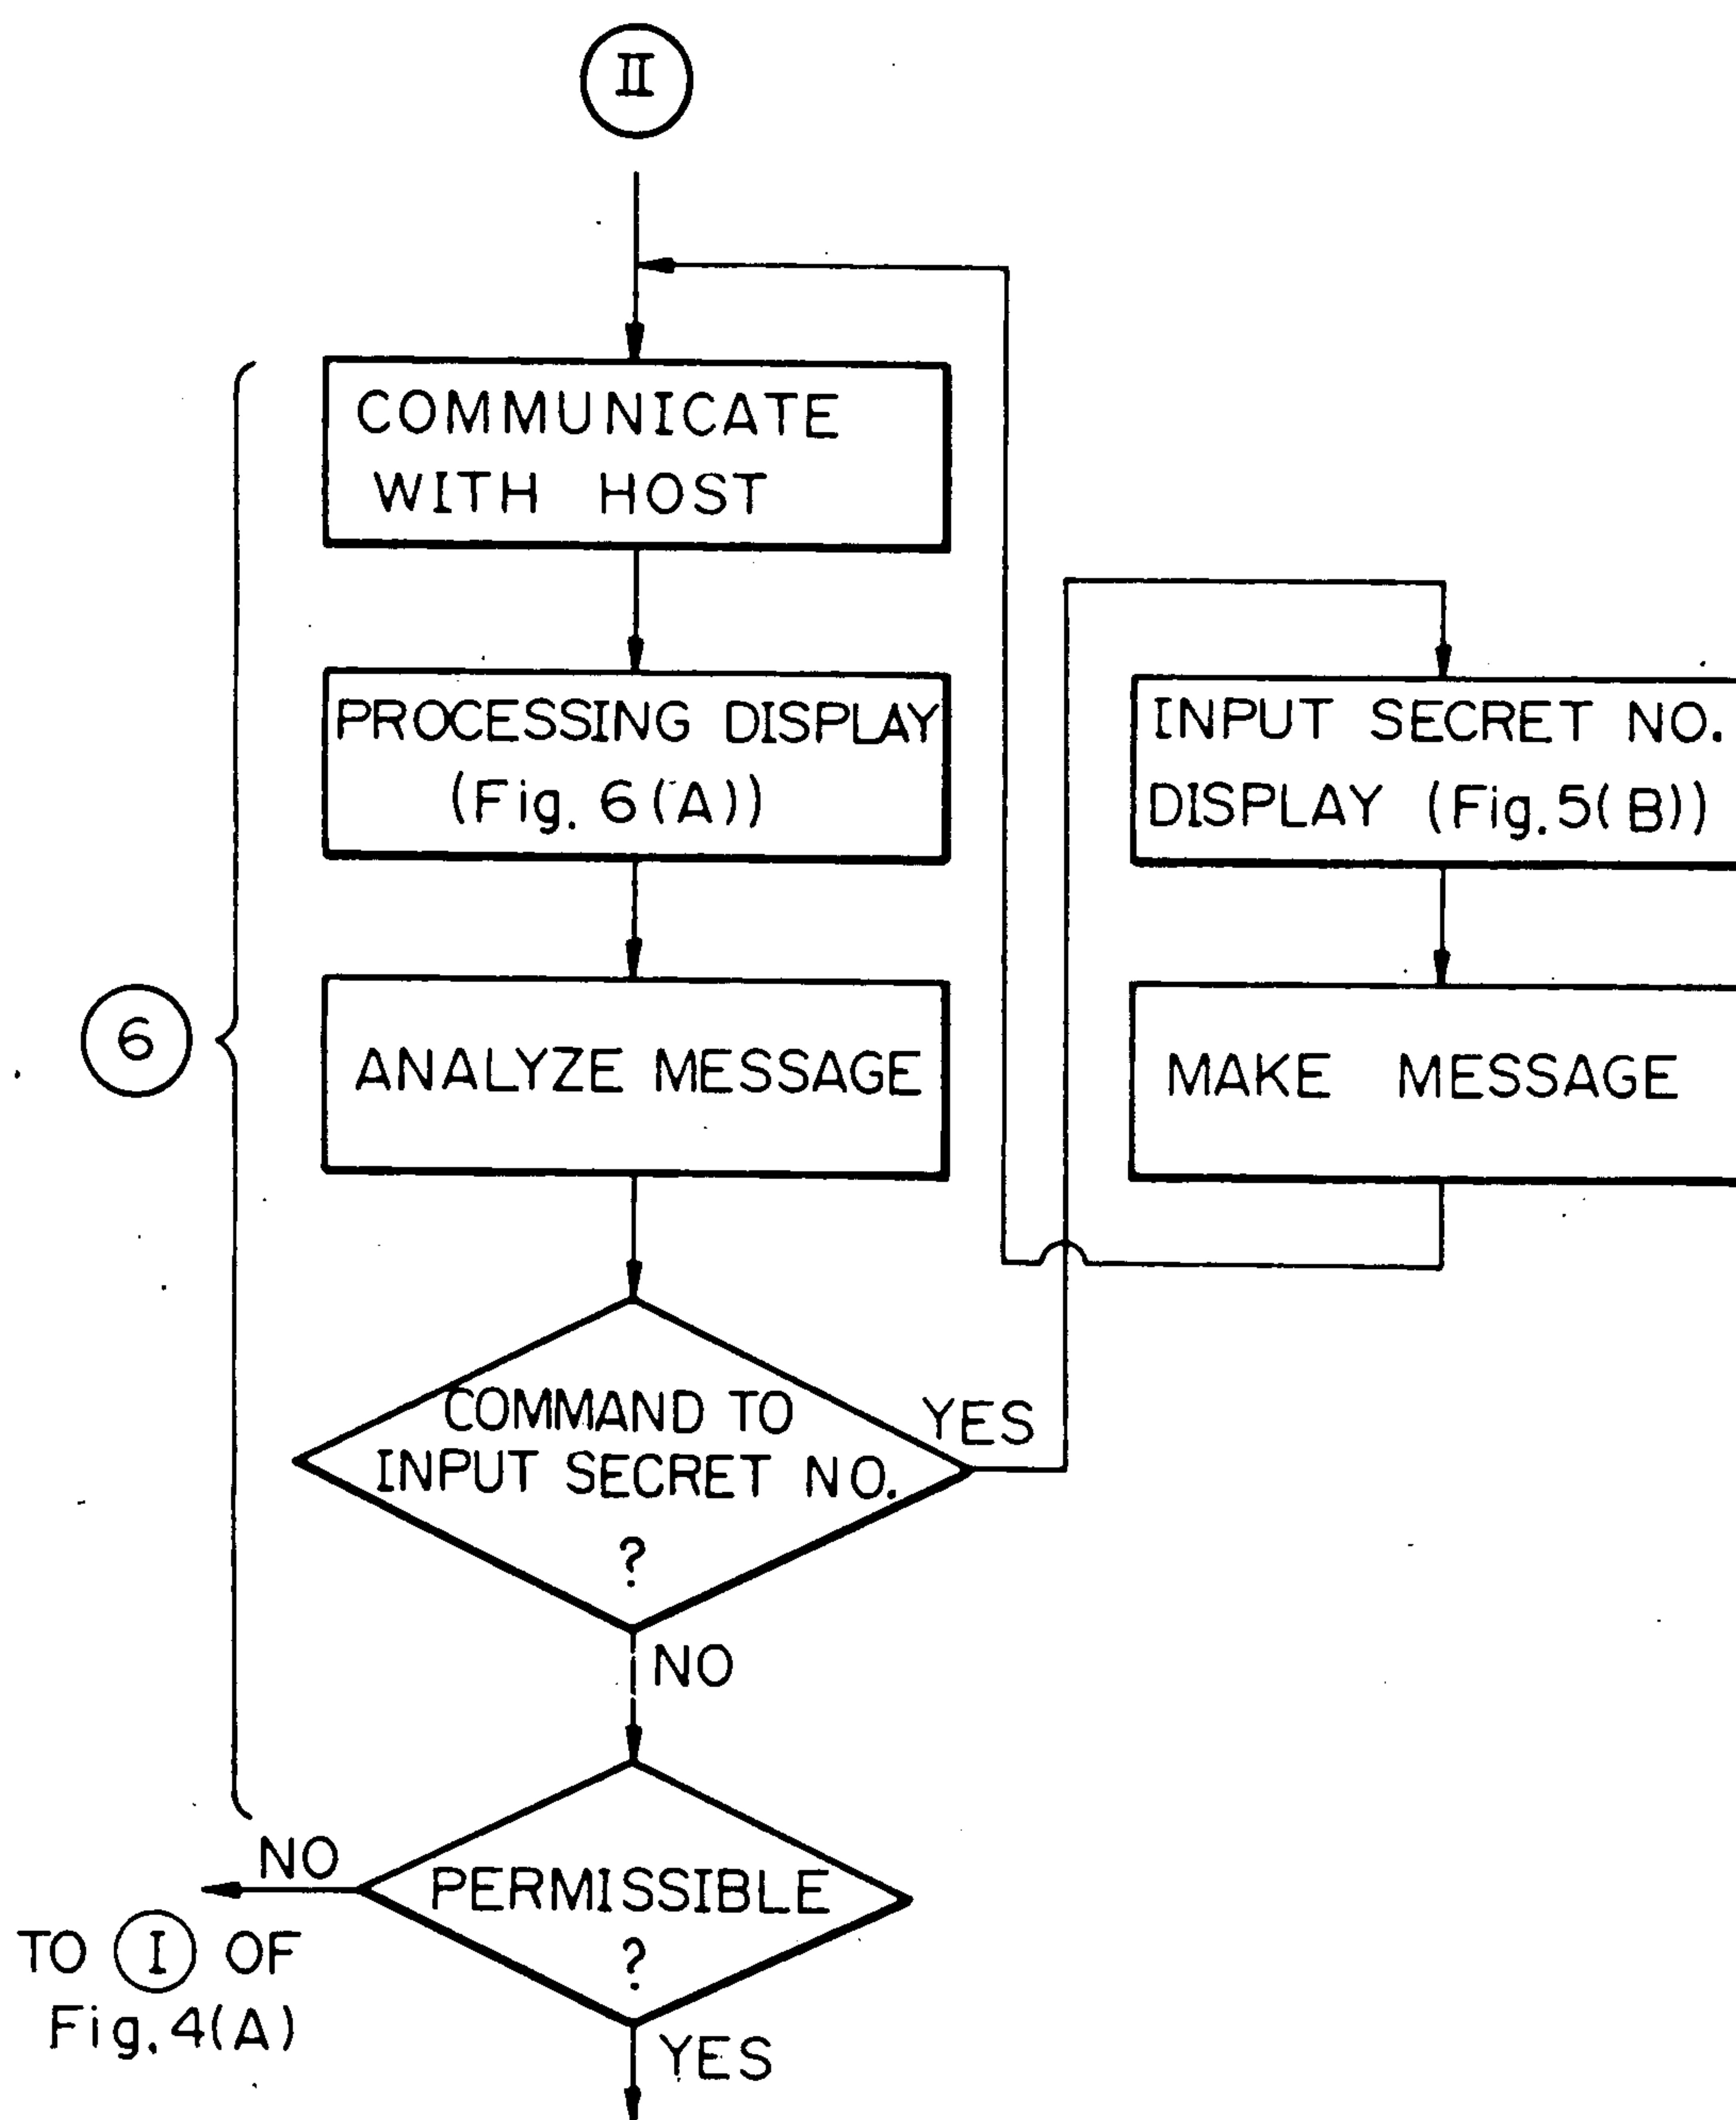 II
COMMUNICATE
WITH HOST
PROCESSING DISPLAY
(Fig. 6(A))
INPUT SECRET NO.
DISPLAY (Fig. 5(B))
6
ANALYZE MESSAGE
MAKE MESSAGE
COMMAND TO
INPUT SECRET NO.
?
YES
NO
PERMISSIBLE
?
NO
TO I OF
Fig. 4(A)
YES